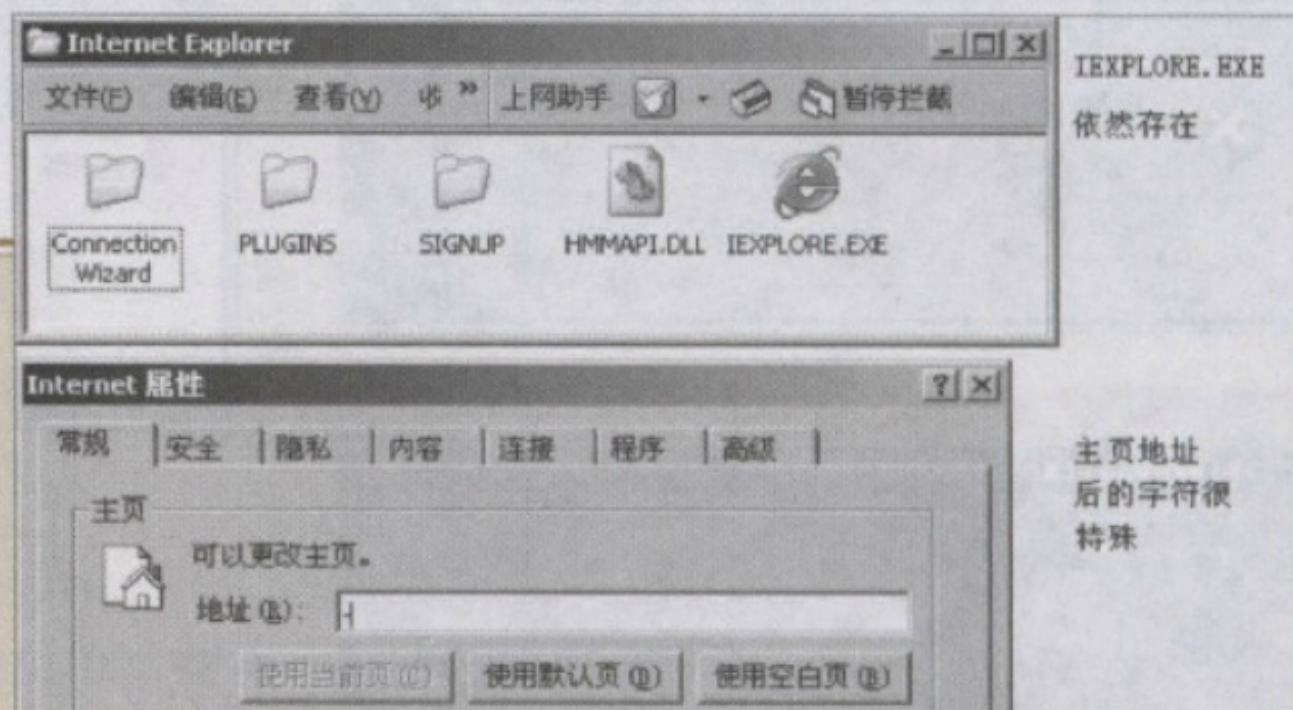 Internet Explorer
文件(F) 编辑(E) 查看(V) 收 » 上网助手 暂停拦截
Connection
Wizard
PLUGINS
SIGNUP
HMMAPI.DLL
IEXPLORE.EXE
IEXPLORE.EXE
依然存在
Internet 属性
常规 安全 隐私 内容 连接 程序 高级
主页
可以更改主页。
地址(R):
使用当前页(C) 使用默认页(D) 使用空白页(B)
主页地址
后的字符很
特殊